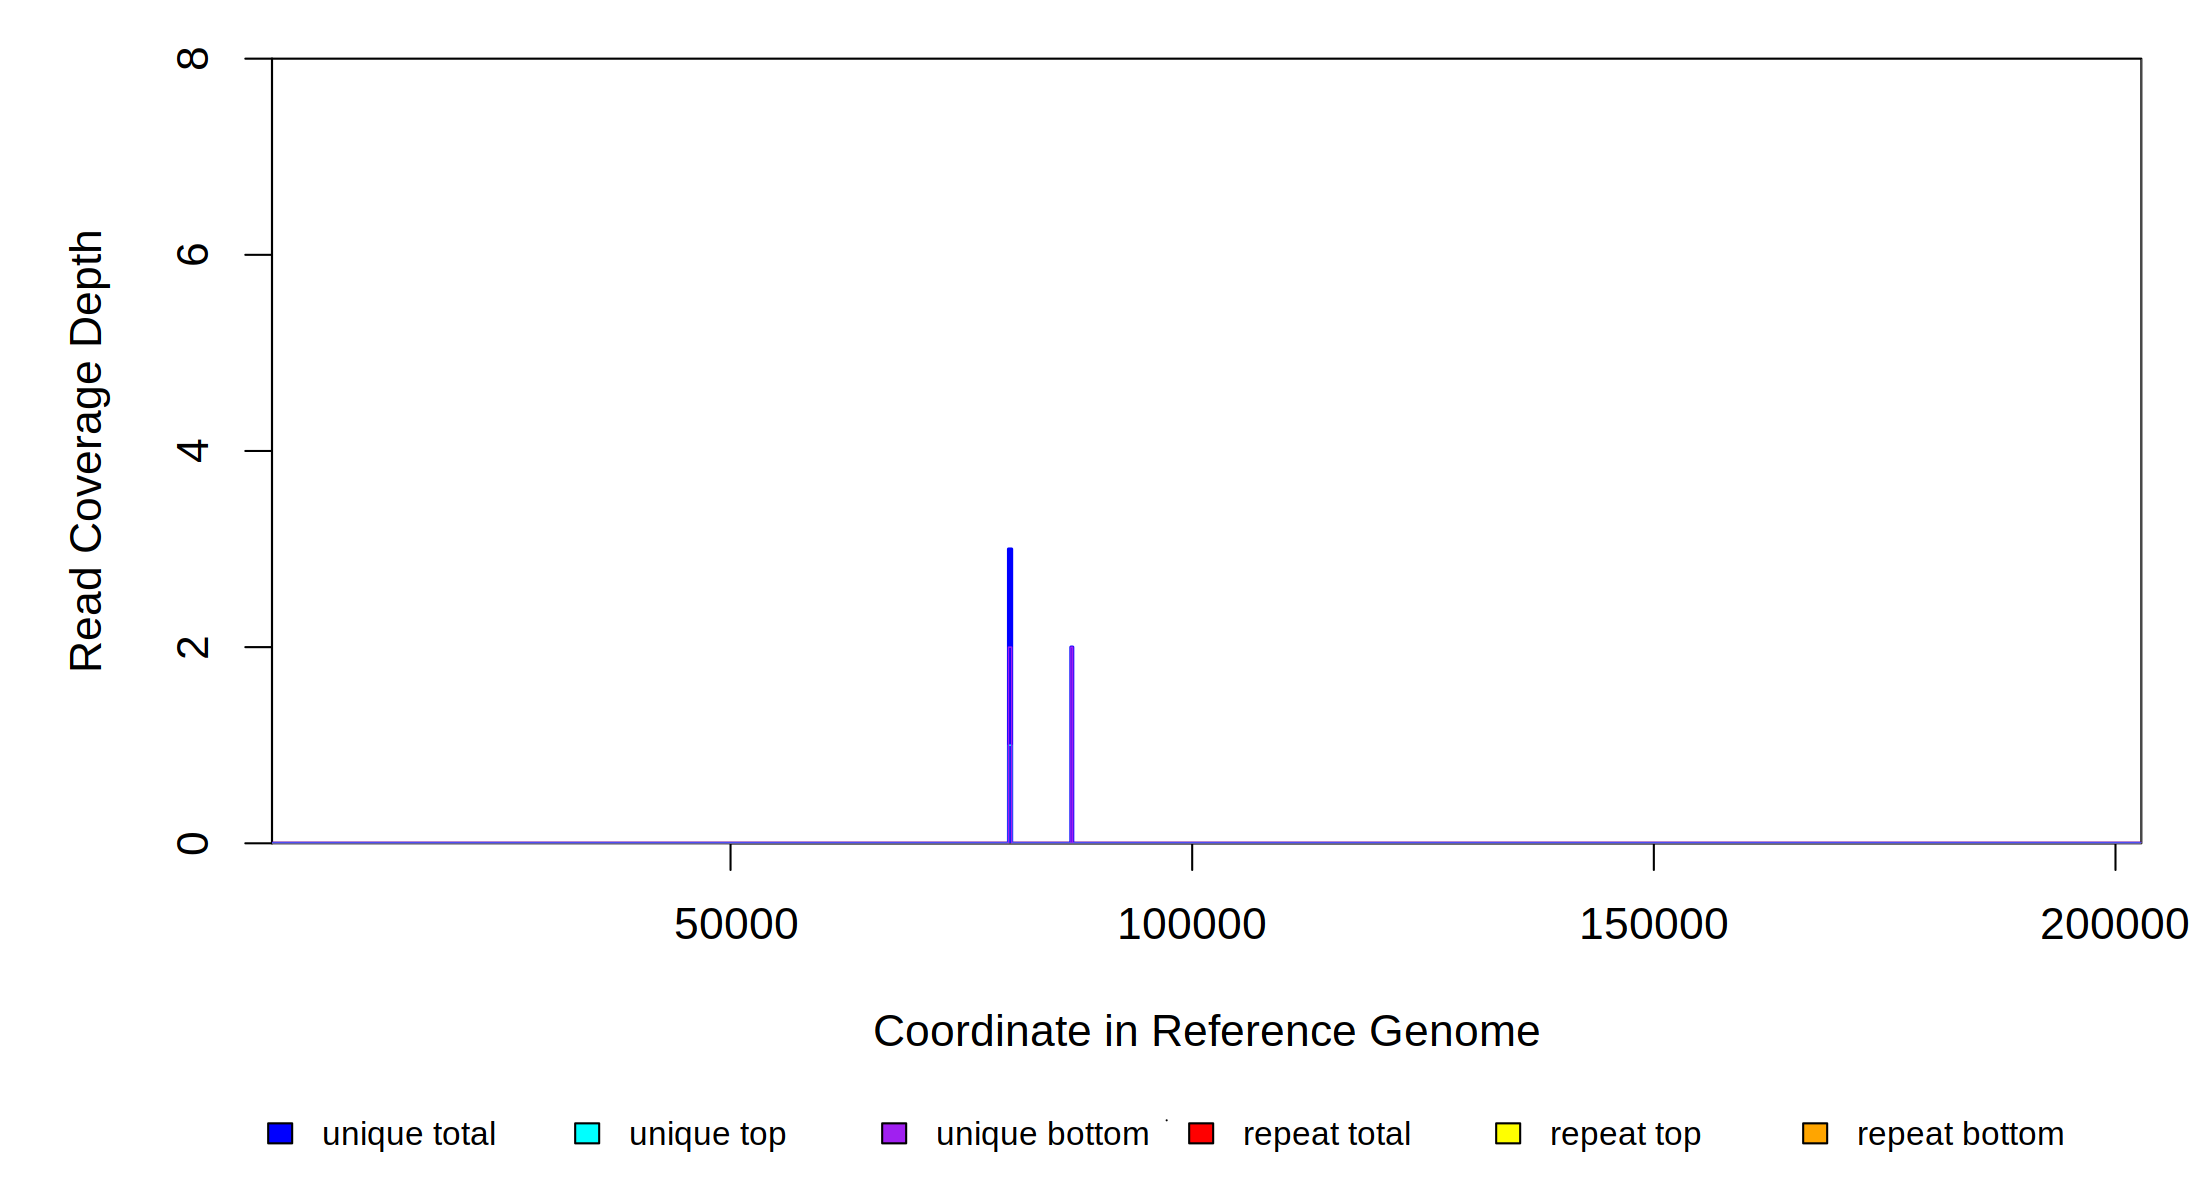 8
6
4
2
0
Read Coverage Depth
50000 100000 150000 200000
Coordinate in Reference Genome
unique total unique top unique bottom repeat total repeat top repeat bottom